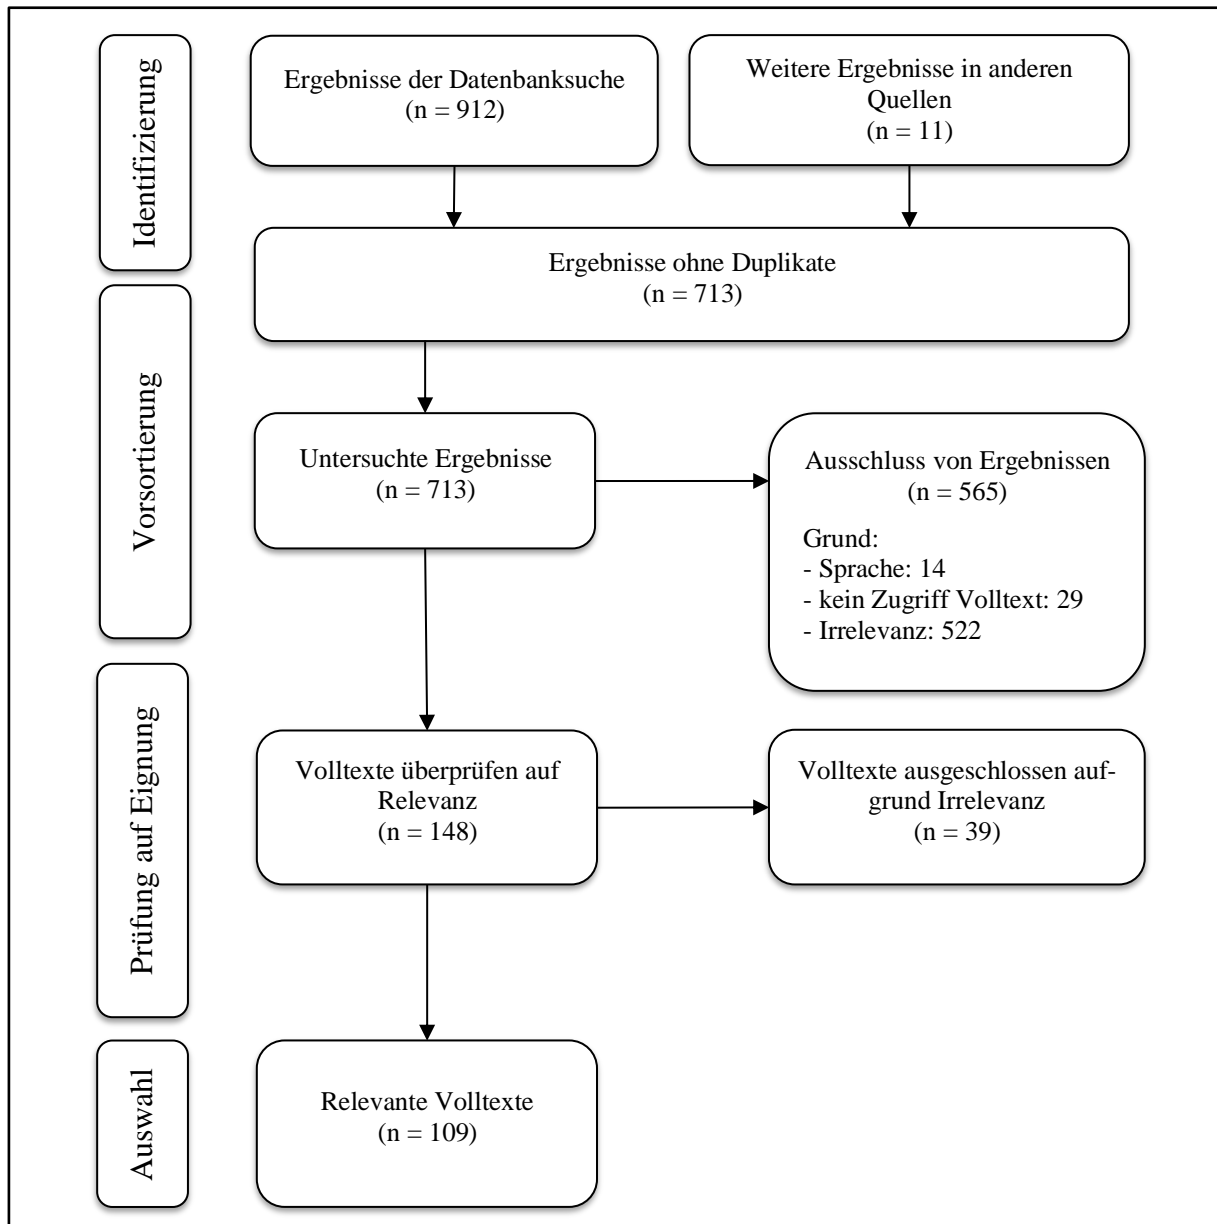 Identifizierung
Ergebnisse der Datenbanksuche
(n = 912)
Weitere Ergebnisse in anderen
Quellen
(n = 11)
Ergebnisse ohne Duplikate
(n = 713)
Vorsortierung
Untersuchte Ergebnisse
(n = 713)
Ausschluss von Ergebnissen
(n = 565)
Grund:
- Sprache: 14
- kein Zugriff Volltext: 29
- Irrelevanz: 522
Prüfung auf Eignung
Volltexte überprüfen auf
Relevanz
(n = 148)
Volltexte ausgeschlossen auf-
grund Irrelevanz
(n = 39)
Auswahl
Relevante Volltexte
(n = 109)